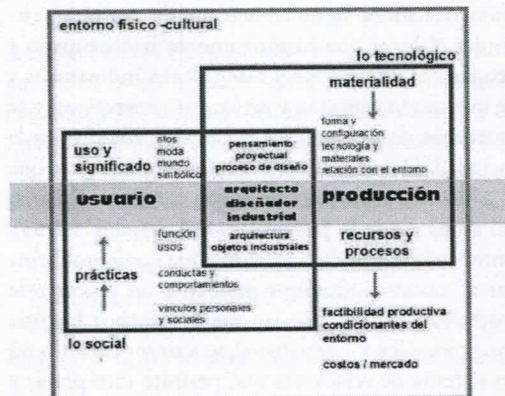 entorno físico-cultural
lo tecnológico
materialidad
forma y
configuración
tecnología y
materiales
relación con el entorno
uso y
significado
moda
mundo
simbólico
pensamiento
proyectual
proceso de diseño
usuario
arquitecto
diseñador
industrial
producción
función
usos
arquitectura
objetos industriales
recursos y
procesos
prácticas
conductas y
comportamientos
vínculos personales
y sociales
lo social
factibilidad productiva
condicionantes del
entorno
costos / mercado